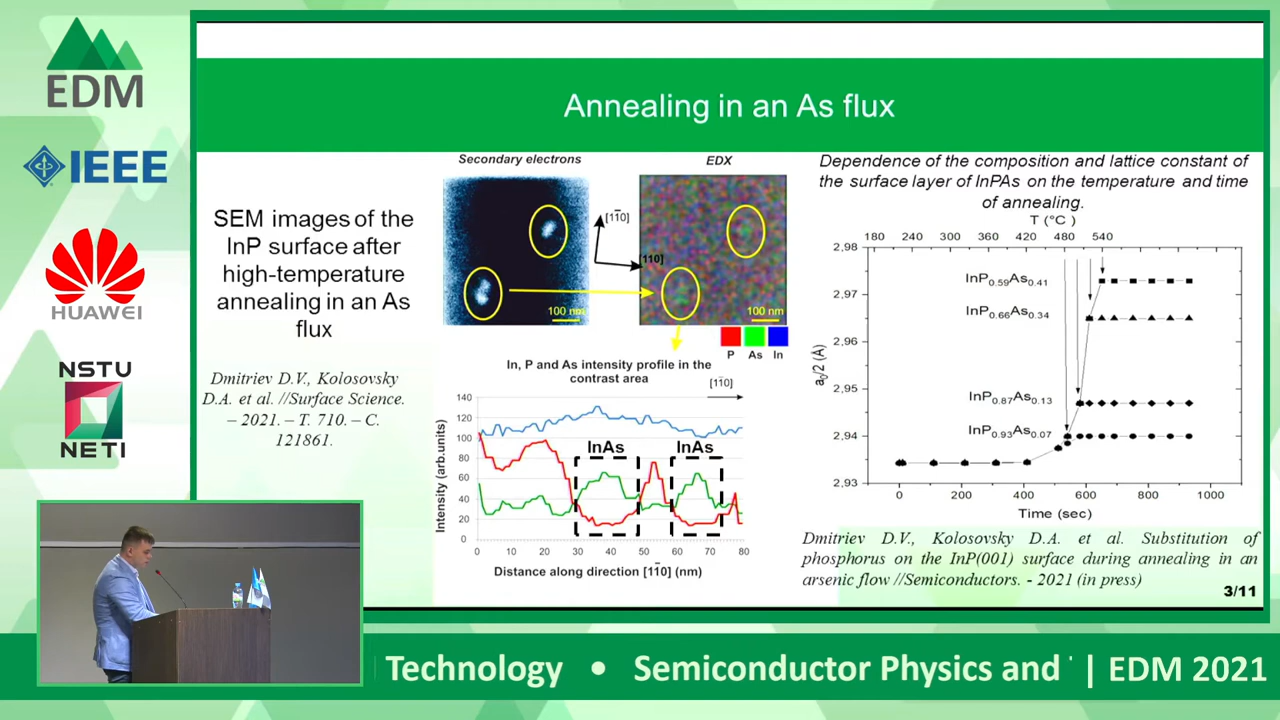 EDM
IEEE
HUAWEI
NSTU
NETI
Annealing in an As flux
SEM images of the
InP surface after
high-temperature
annealing in an As
flux
Dmitriev D.V., Kolosovsky
D.A. et al. //Surface Science.
– 2021. – T. 710. – C.
121861.
Secondary electrons
EDX
[11̄0]
[110]
100 nm
100 nm
P As In
In, P and As intensity profile in the
contrast area
[11̄0]
Intensity (arb.units)
140
120
100
80
60
40
20
0
InAs
InAs
0 10 20 30 40 50 60 70 80
Distance along direction [11̄0] (nm)
Dependence of the composition and lattice constant of
the surface layer of InPAs on the temperature and time
of annealing.
T (°C)
180 240 300 360 420 480 540
a₀/2 (Å)
2,98
2,97
2,96
2,95
2,94
2,93
InP₀.₅₉As₀.₄₁
InP₀.₆₆As₀.₃₄
InP₀.₈₇As₀.₁₃
InP₀.₉₃As₀.₀₇
0 200 400 600 800 1000
Time (sec)
Dmitriev D.V., Kolosovsky D.A. et al. Substitution of
phosphorus on the InP(001) surface during annealing in an
arsenic flow //Semiconductors. - 2021 (in press)
3/11
Technology • Semiconductor Physics and | EDM 2021